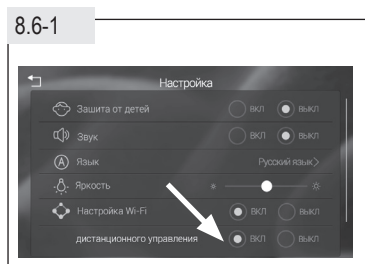 8.6-1
Настройка
Зашита от детей ВКЛ ВЫКЛ
Звук ВКЛ ВЫКЛ
A Язык Русский язык >
Яркость
Настройка Wi-Fi ВКЛ ВЫКЛ
дистанционного управления ВКЛ ВЫКЛ